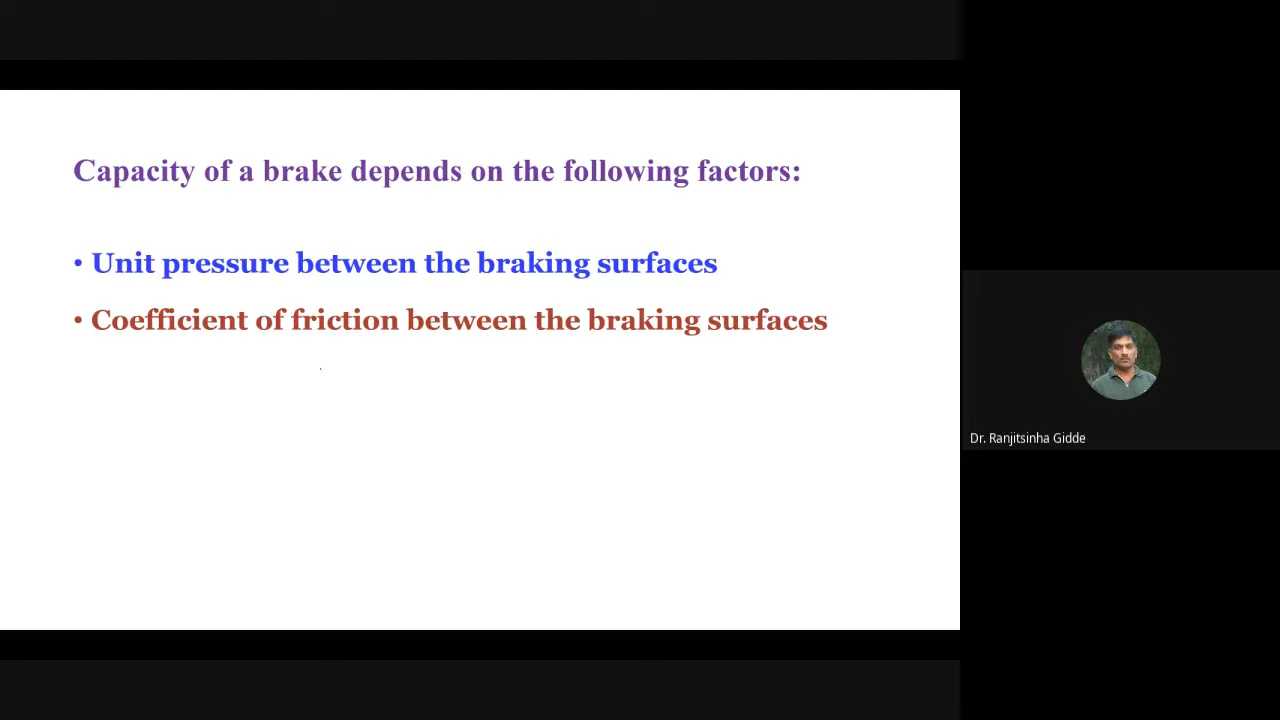 Capacity of a brake depends on the following factors:
• Unit pressure between the braking surfaces
• Coefficient of friction between the braking surfaces
Dr. Ranjitsinha Gidde